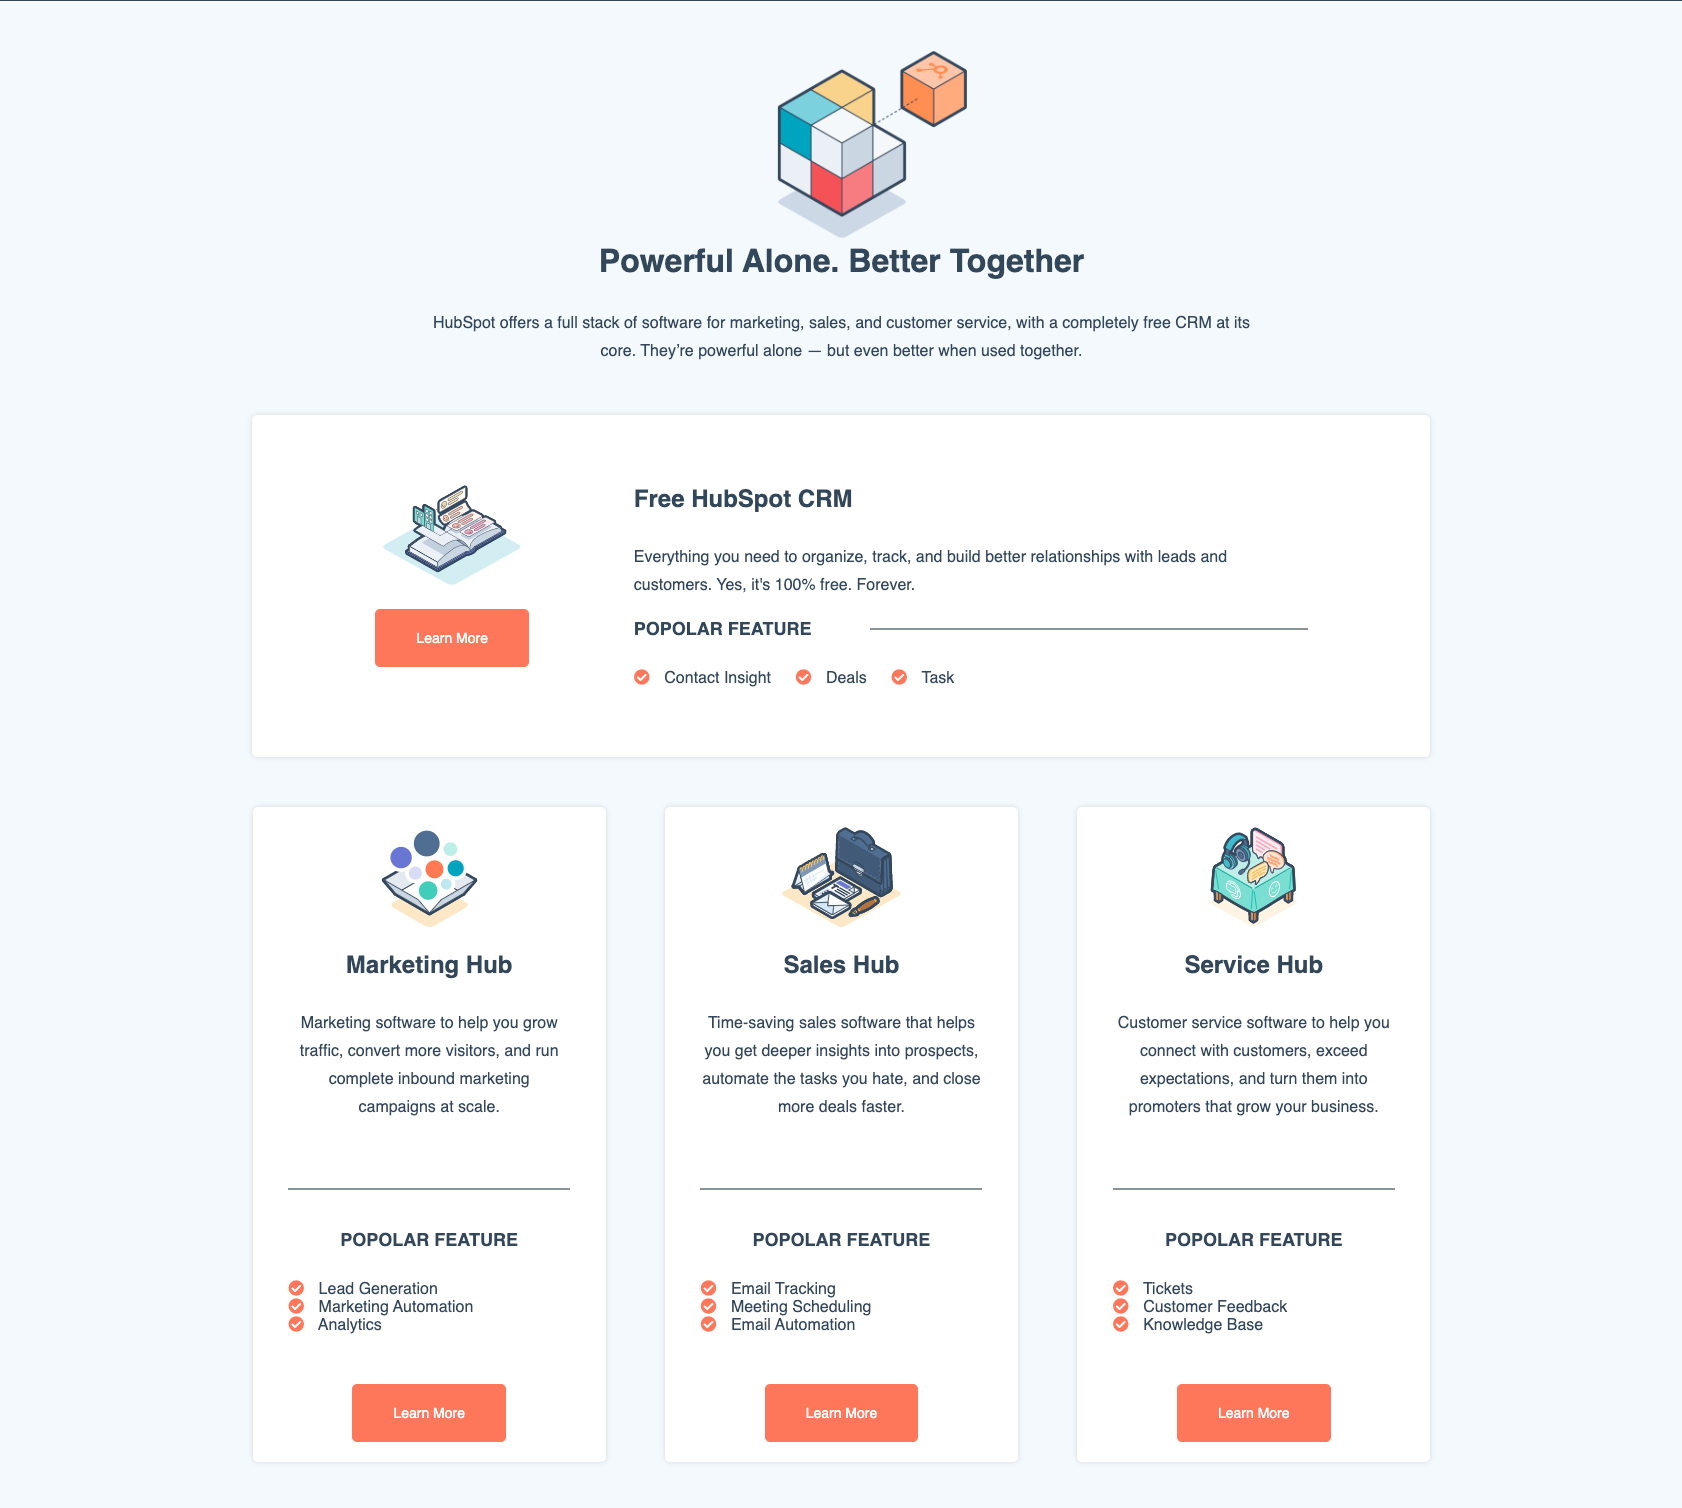 Powerful Alone. Better Together
HubSpot offers a full stack of software for marketing, sales, and customer service, with a completely free CRM at its
core. They’re powerful alone — but even better when used together.
Free HubSpot CRM
Everything you need to organize, track, and build better relationships with leads and
customers. Yes, it's 100% free. Forever.
Learn More
POPOLAR FEATURE
Contact Insight
Deals
Task
Marketing Hub
Marketing software to help you grow
traffic, convert more visitors, and run
complete inbound marketing
campaigns at scale.
POPOLAR FEATURE
Lead Generation
Marketing Automation
Analytics
Learn More
Sales Hub
Time-saving sales software that helps
you get deeper insights into prospects,
automate the tasks you hate, and close
more deals faster.
POPOLAR FEATURE
Email Tracking
Meeting Scheduling
Email Automation
Learn More
Service Hub
Customer service software to help you
connect with customers, exceed
expectations, and turn them into
promoters that grow your business.
POPOLAR FEATURE
Tickets
Customer Feedback
Knowledge Base
Learn More